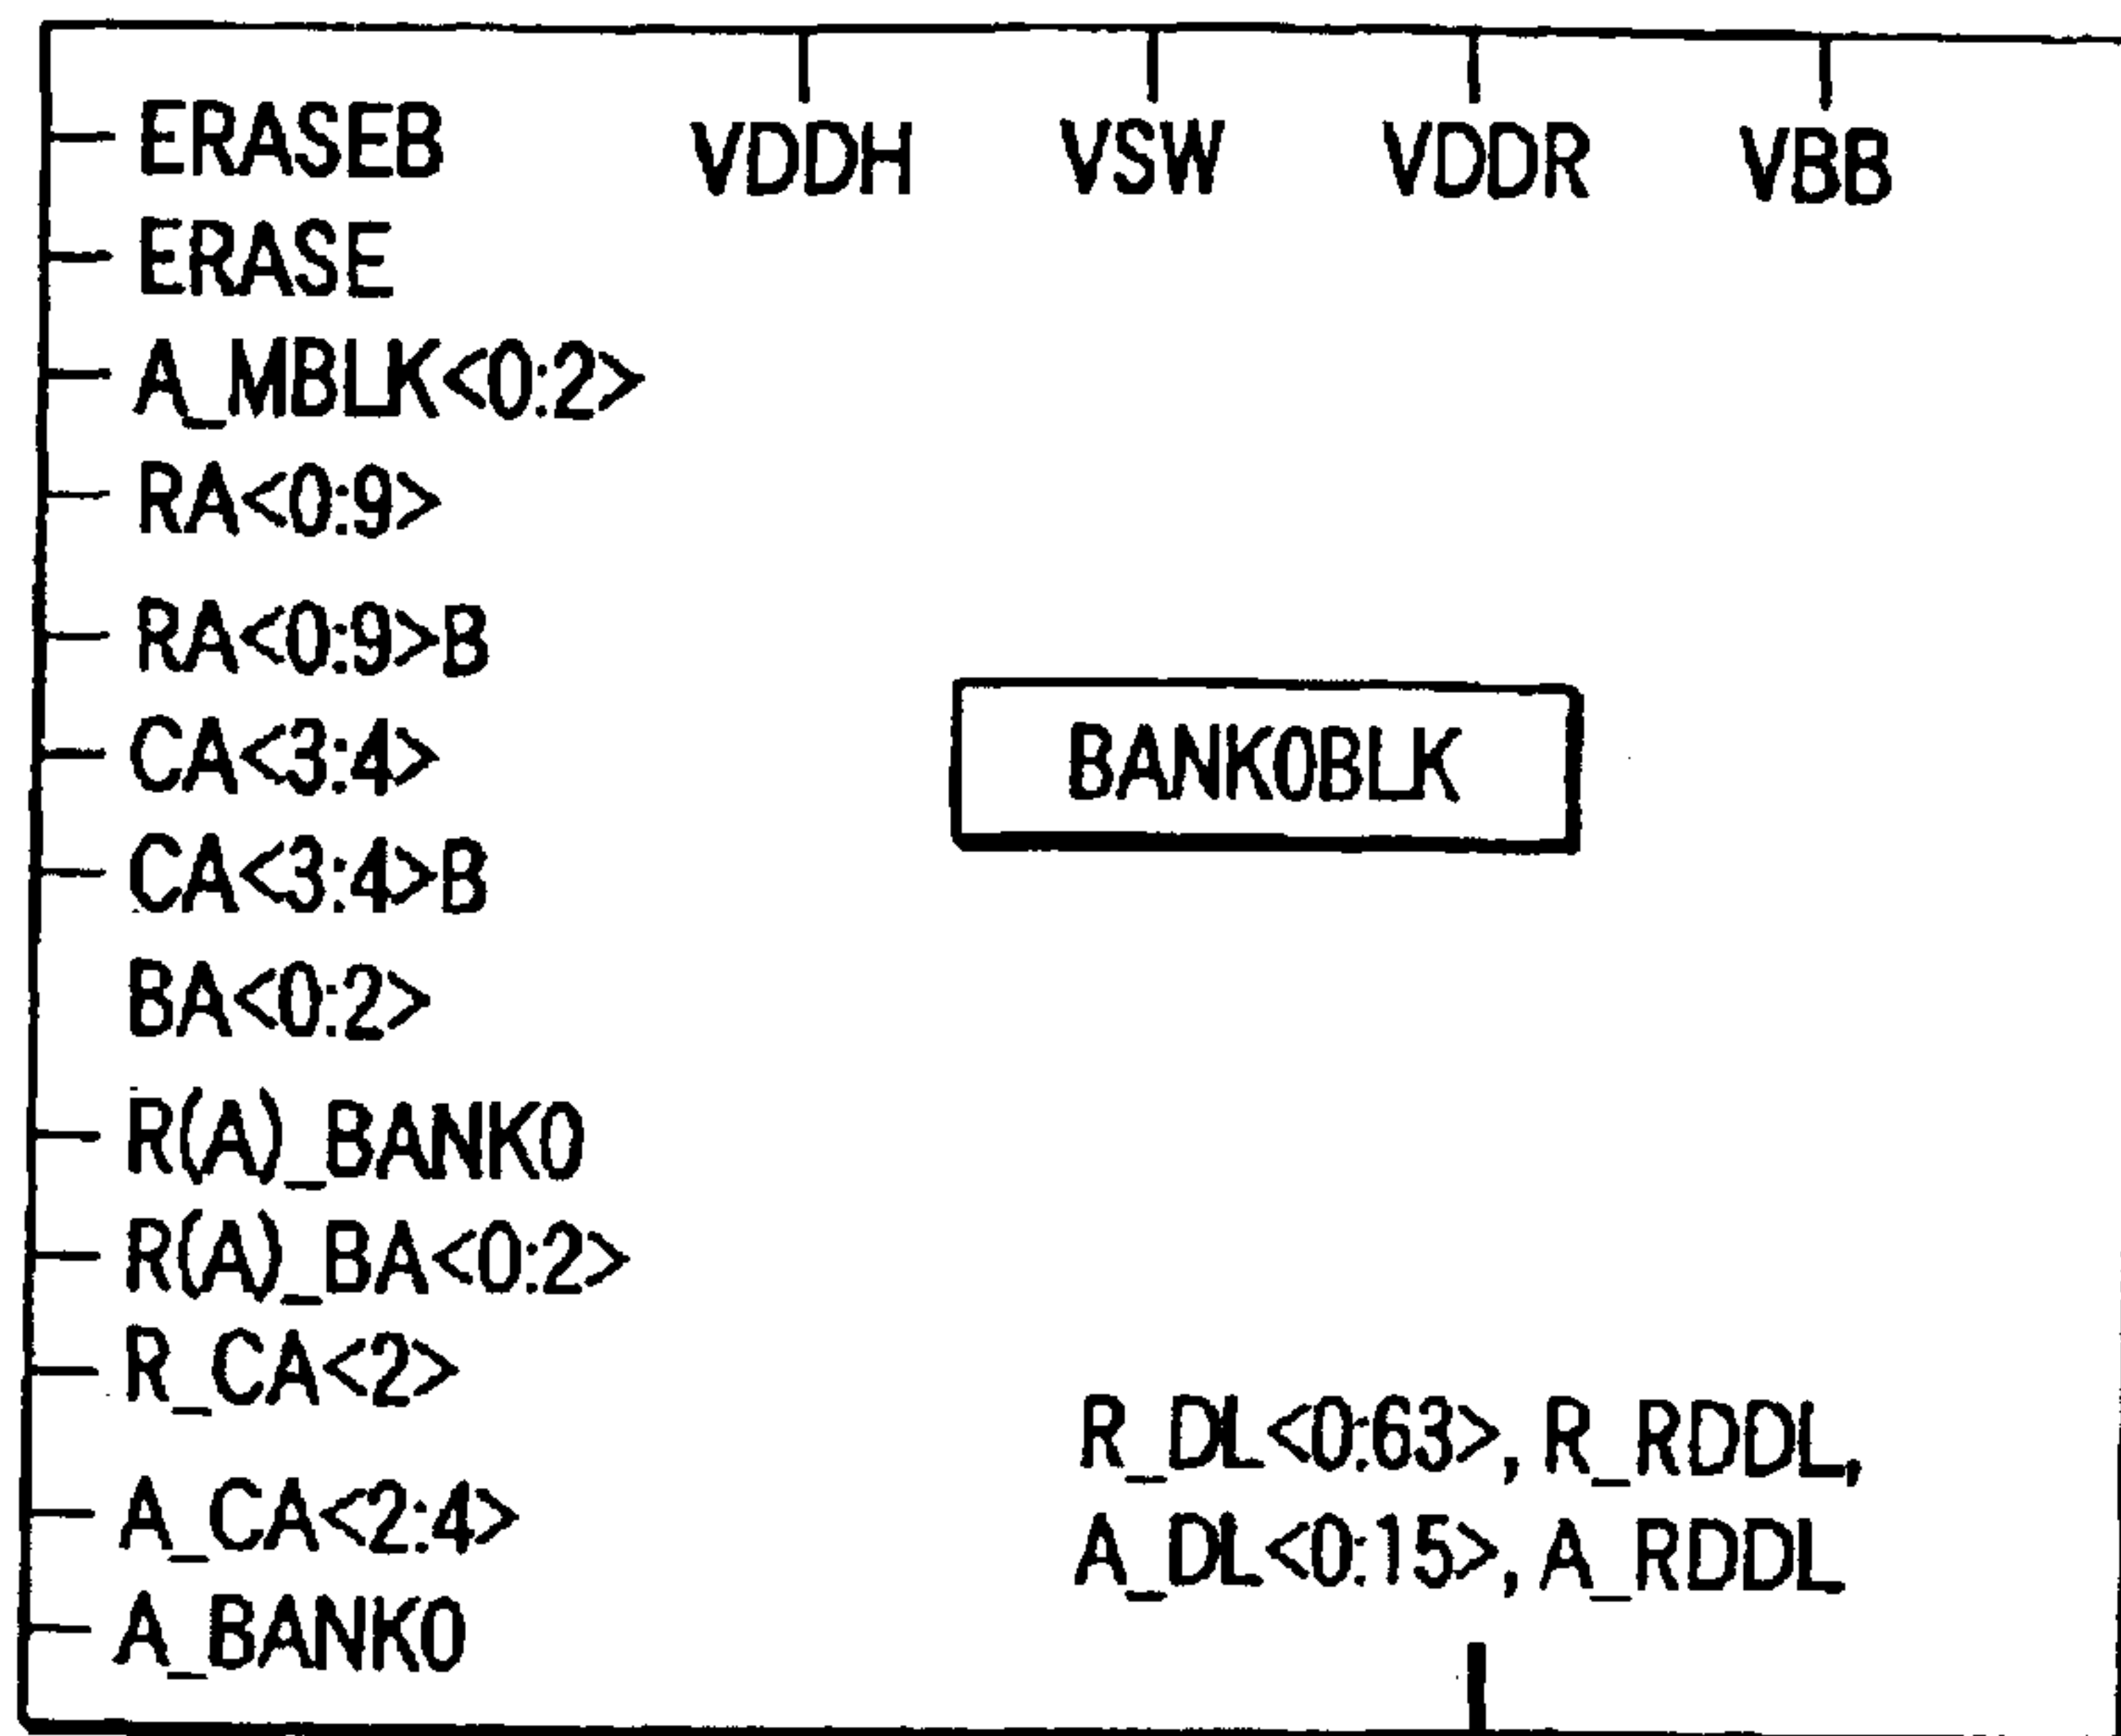 ERASEB VDDH VSW VDDR VBB
ERASE
A_MBLK<0:2>
RA<0:9>
RA<0:9>B
CA<3:4> BANK0BLK
CA<3:4>B
BA<0:2>
R(A)_BANK0
R(A)_BA<0:2>
R_CA<2>
R_DL<0:63>, R_RDDL,
A_CA<2:4>
A_DL<0:15>, A_RDDL
A_BANK0